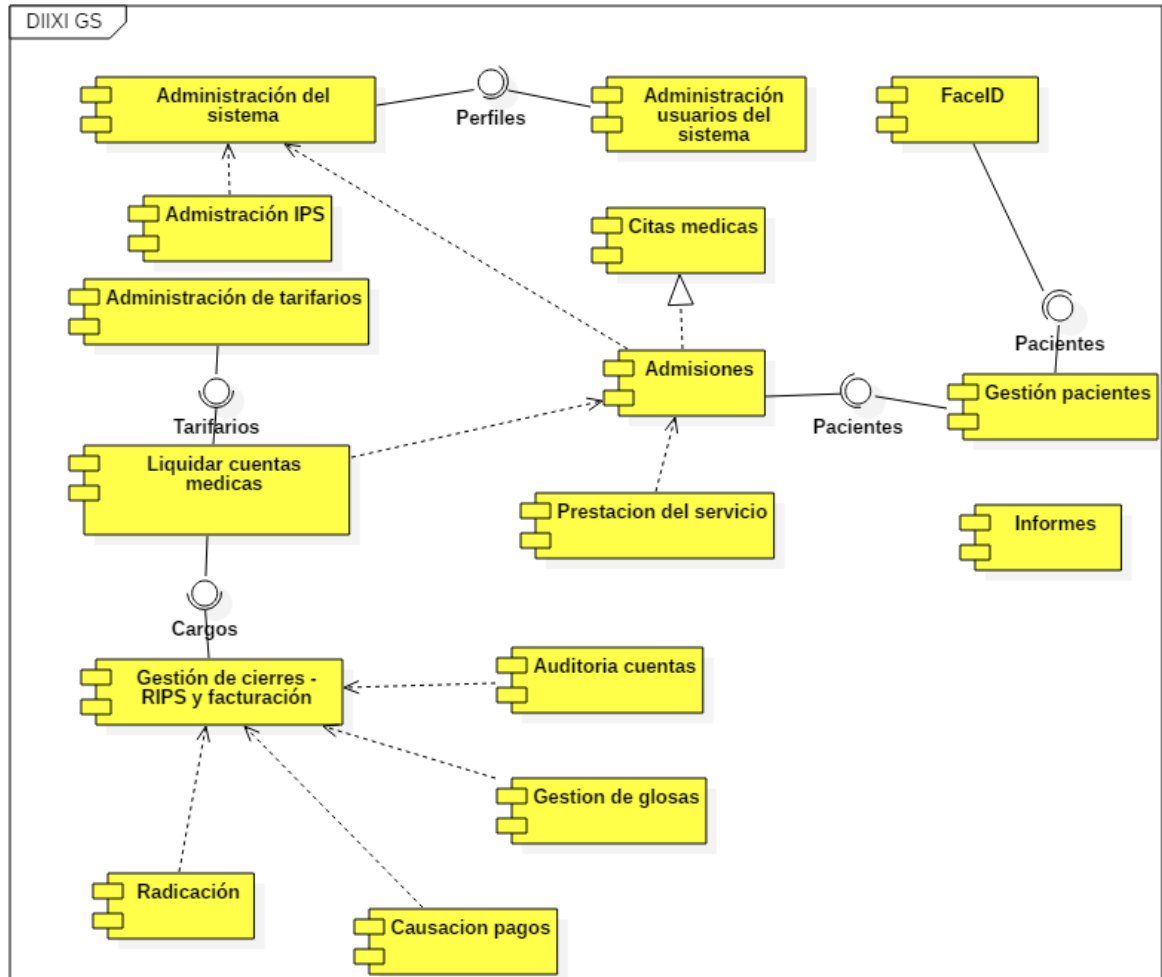 DIIXI GS
Administración del
sistema
Perfiles
Administración
usuarios del
sistema
FaceID
Admistración IPS
Citas medicas
Administración de tarifarios
Pacientes
Admisiones
Gestión pacientes
Tarifarios
Pacientes
Liquidar cuentas
medicas
Prestacion del servicio
Informes
Cargos
Gestión de cierres -
RIPS y facturación
Auditoria cuentas
Gestion de glosas
Radicación
Causacion pagos